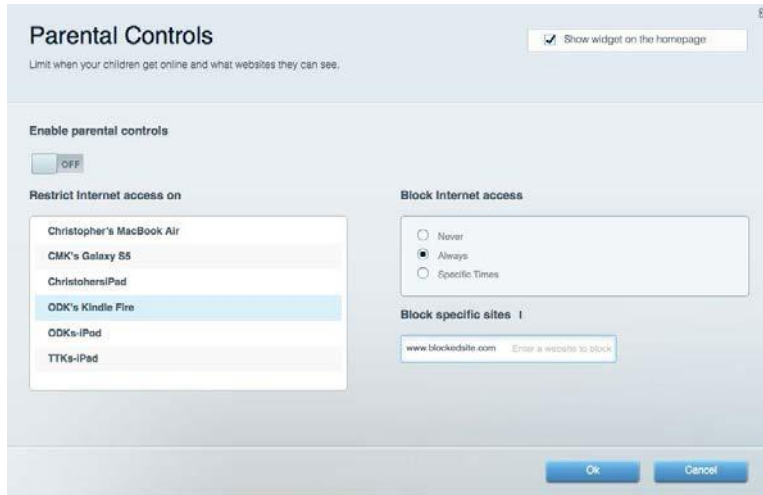 Parental Controls
Show widget on the homepage
Limit when your children get online and what websites they can see.
Enable parental controls
OFF
Restrict Internet access on
Christopher's MacBook Air
CMK's Galaxy S5
ChristohersiPad
ODK's Kindle Fire
ODKs-iPod
TTKs-iPad
Block Internet access
Never
Always
Specific Times
Block specific sites
www.blockedsite.com Enter a website to block
Ok
Cancel